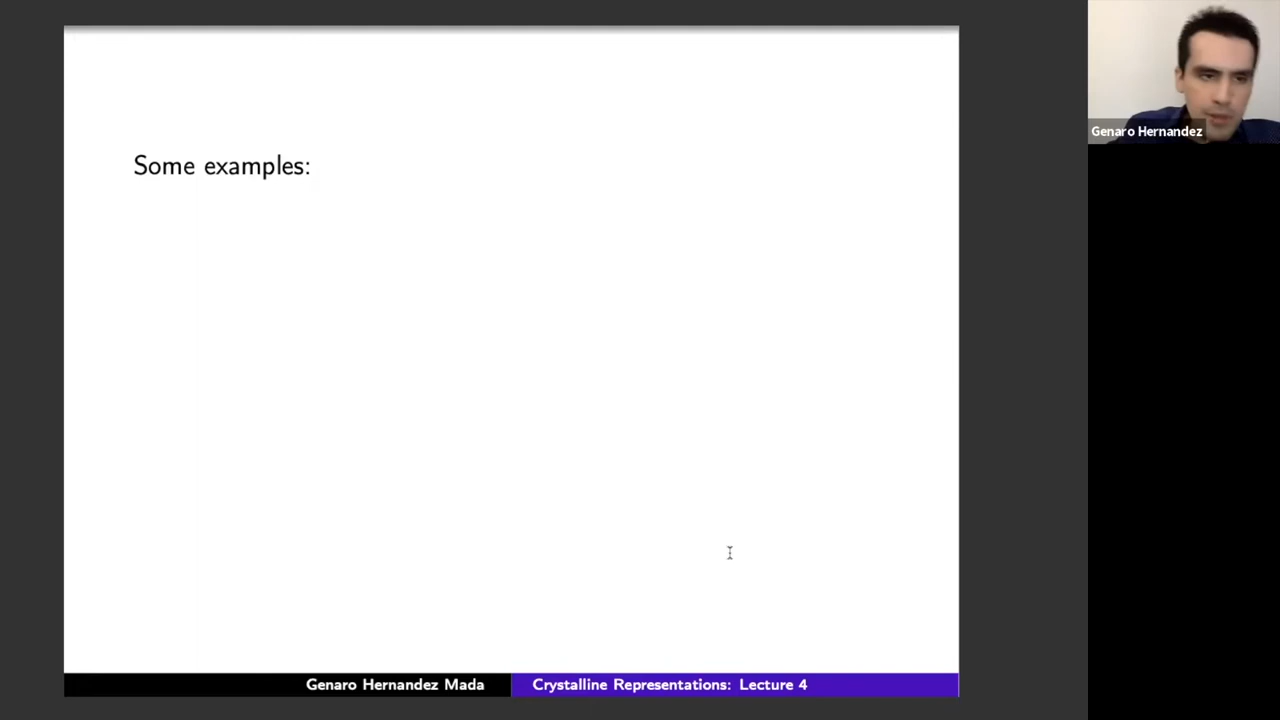 Some examples:
Genaro Hernandez
Genaro Hernandez Mada
Crystalline Representations: Lecture 4